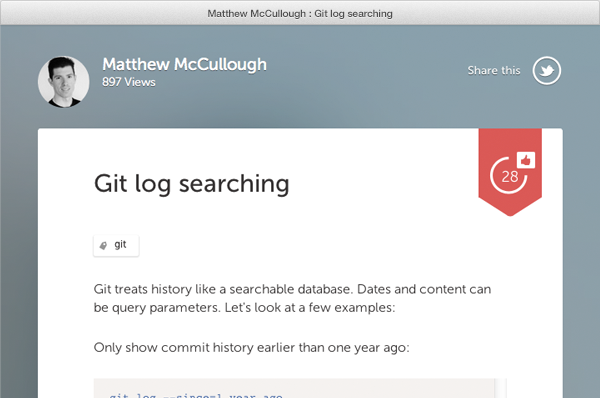 Matthew McCullough : Git log searching
Matthew McCullough
897 Views
Share this
28
Git log searching
git
Git treats history like a searchable database. Dates and content can
be query parameters. Let's look at a few examples:
Only show commit history earlier than one year ago: